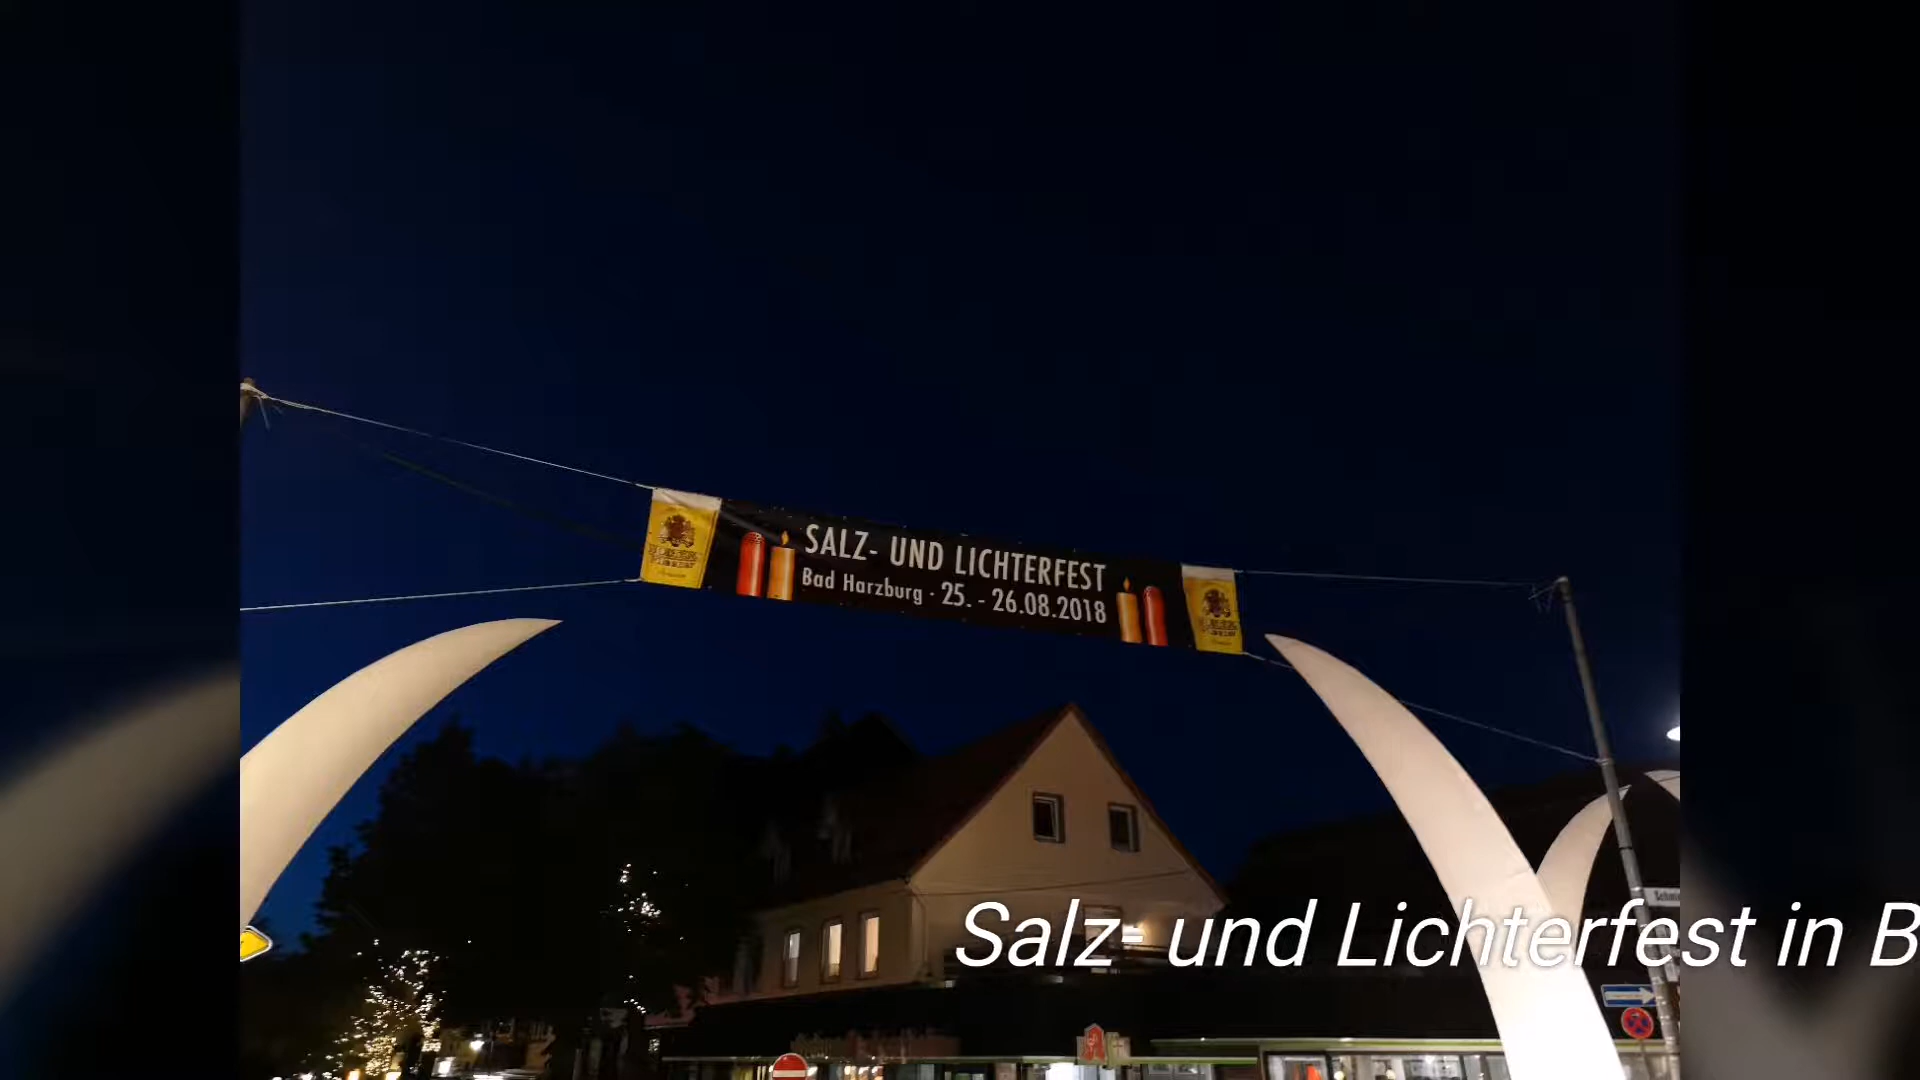 SALZ- UND LICHTERFEST
Bad Harzburg · 25. - 26.08.2018
Salz- und Lichterfest in B